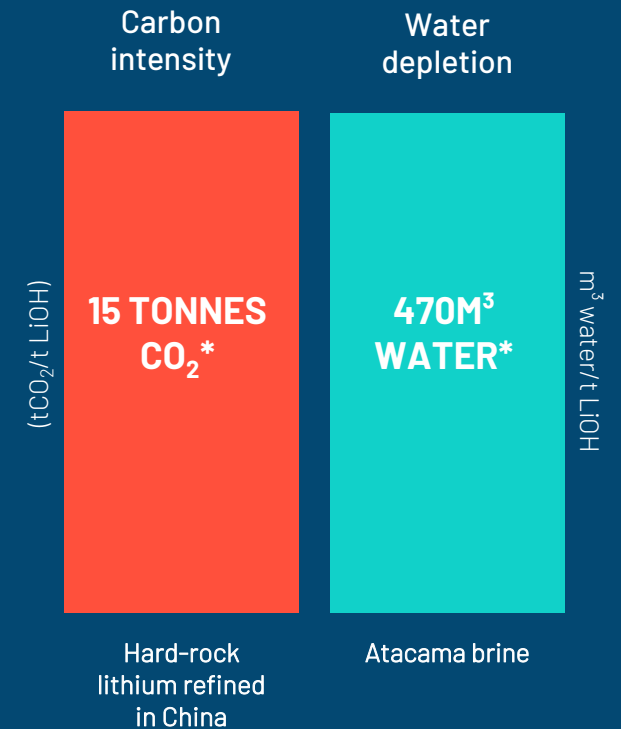 Carbon
intensity
Water
depletion
(tCO₂/t LiOH)
15 TONNES
CO₂*
470M³
WATER*
m³ water/t LiOH
Hard-rock
lithium refined
in China
Atacama brine